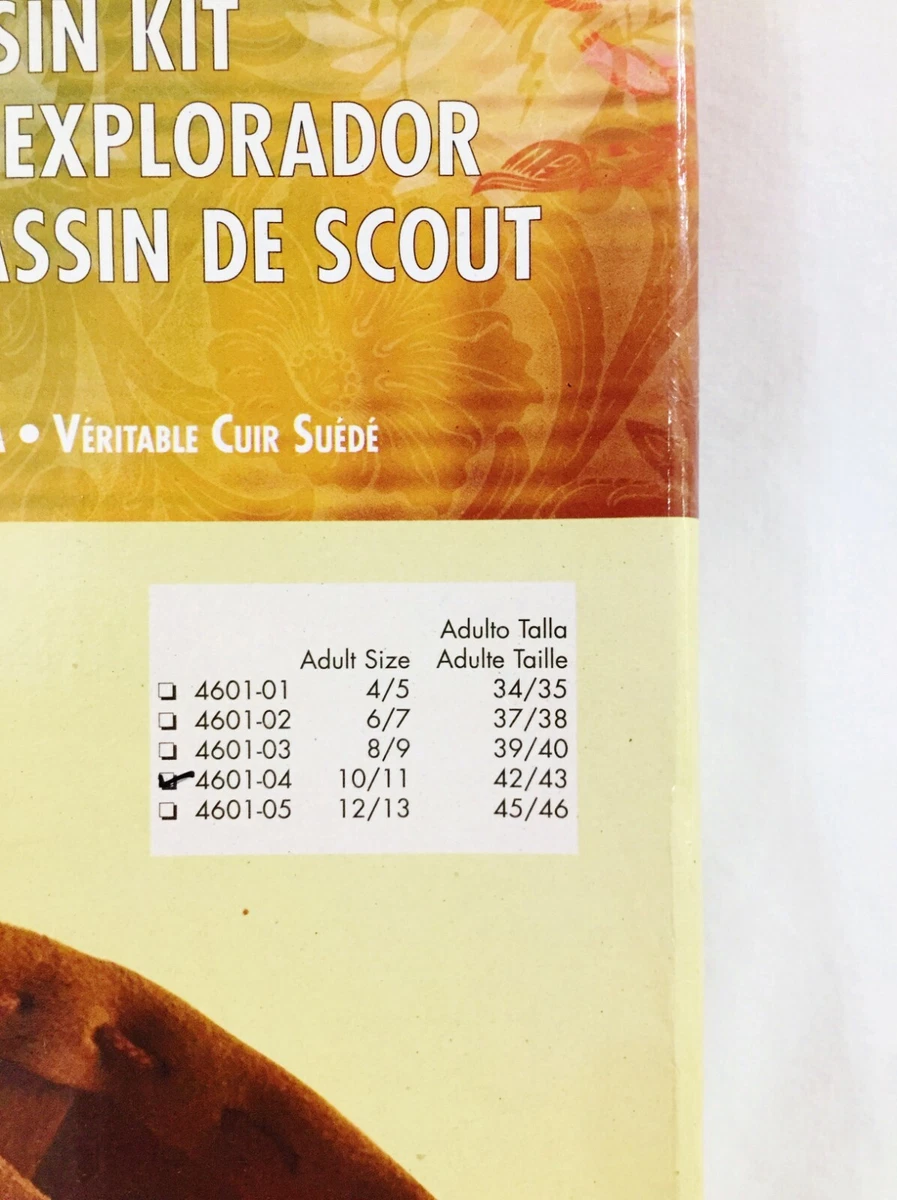 KIT
EXPLORADOR
DE SCOUT
• VÉRITABLE CUIR SUÉDÉ
Adulto Talla
Adult Size Adulte Taille
4601-01 4/5 34/35
4601-02 6/7 37/38
4601-03 8/9 39/40
4601-04 10/11 42/43
4601-05 12/13 45/46